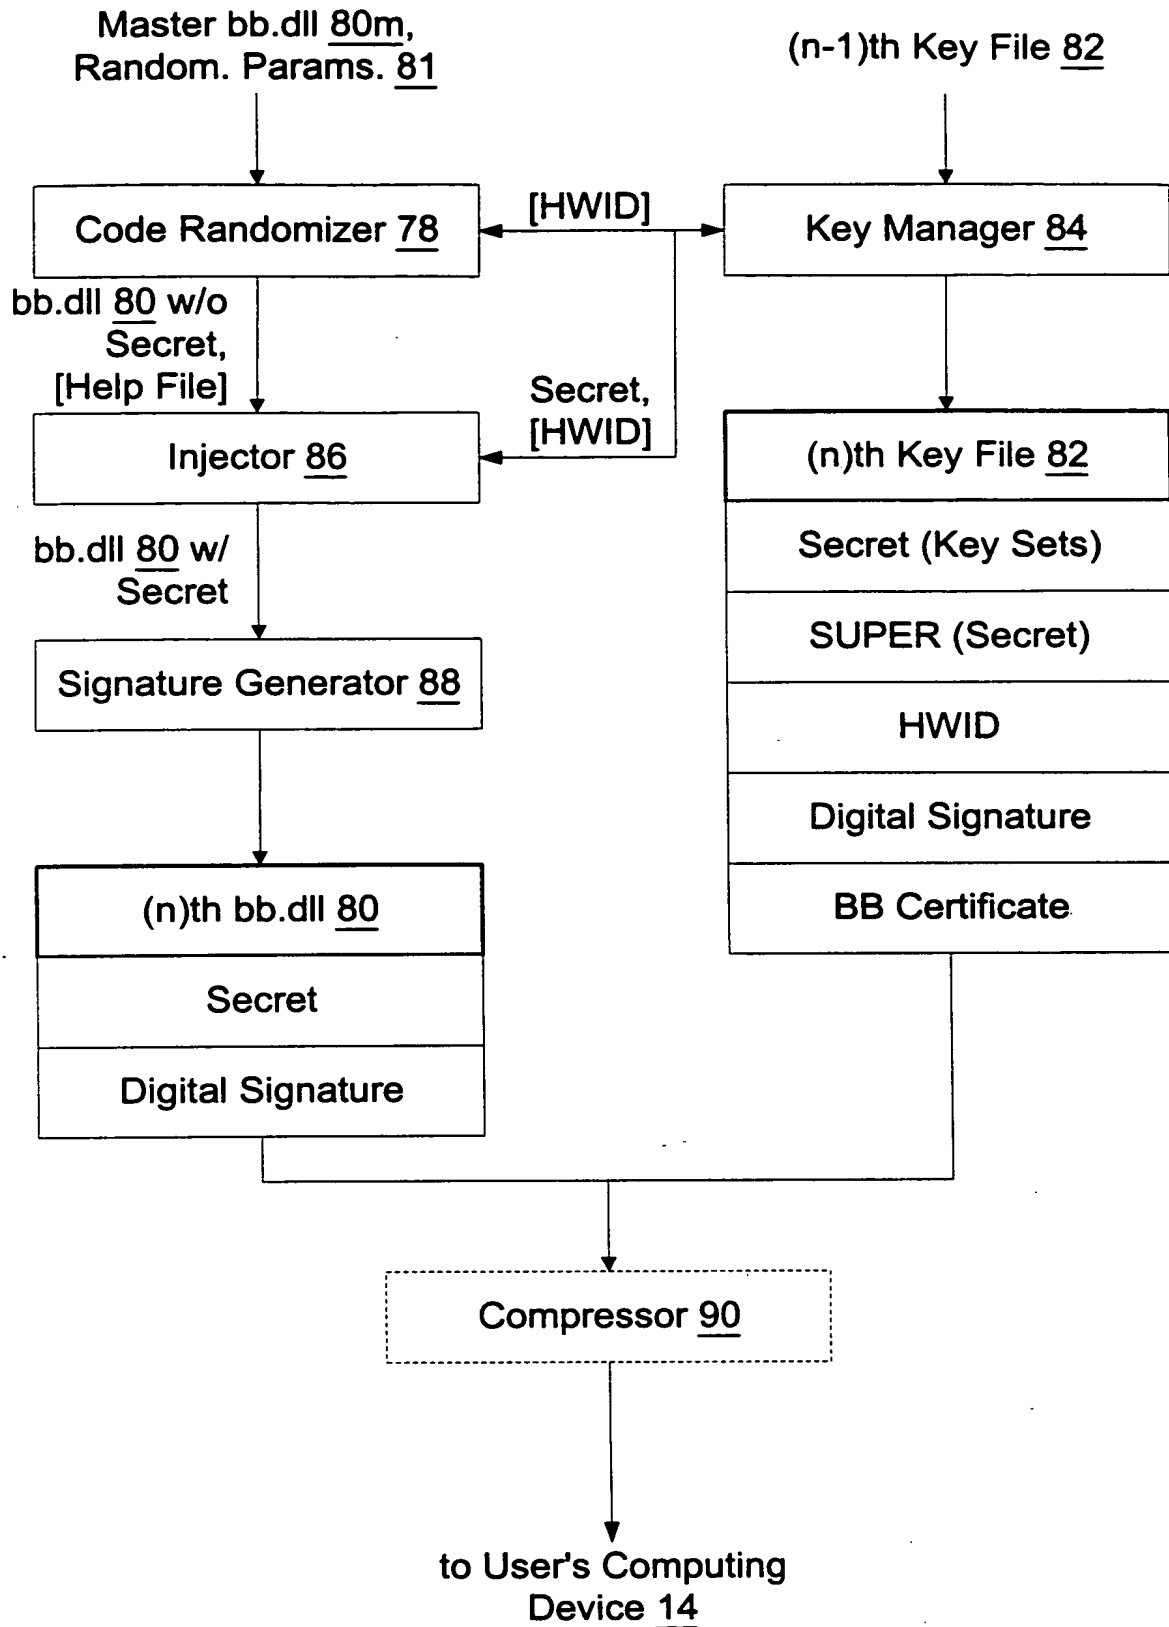 Master bb.dll 80m,
Random. Params. 81
(n-1)th Key File 82
Code Randomizer 78
[HWID]
Key Manager 84
bb.dll 80 w/o
Secret,
[Help File]
Secret,
[HWID]
Injector 86
(n)th Key File 82
Secret (Key Sets)
bb.dll 80 w/
Secret
SUPER (Secret)
Signature Generator 88
HWID
Digital Signature
BB Certificate
(n)th bb.dll 80
Secret
Digital Signature
Compressor 90
to User's Computing
Device 14